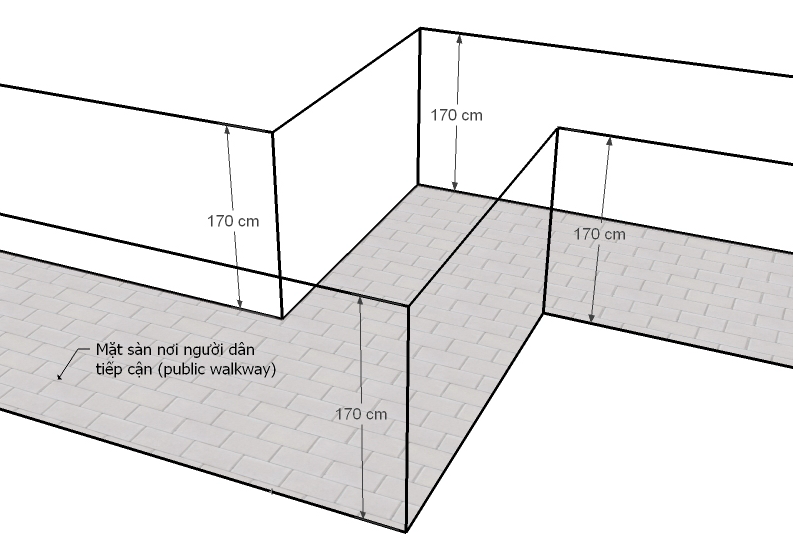 170 cm
170 cm
170 cm
Mặt sàn nơi người dân
tiếp cận (public walkway)
170 cm